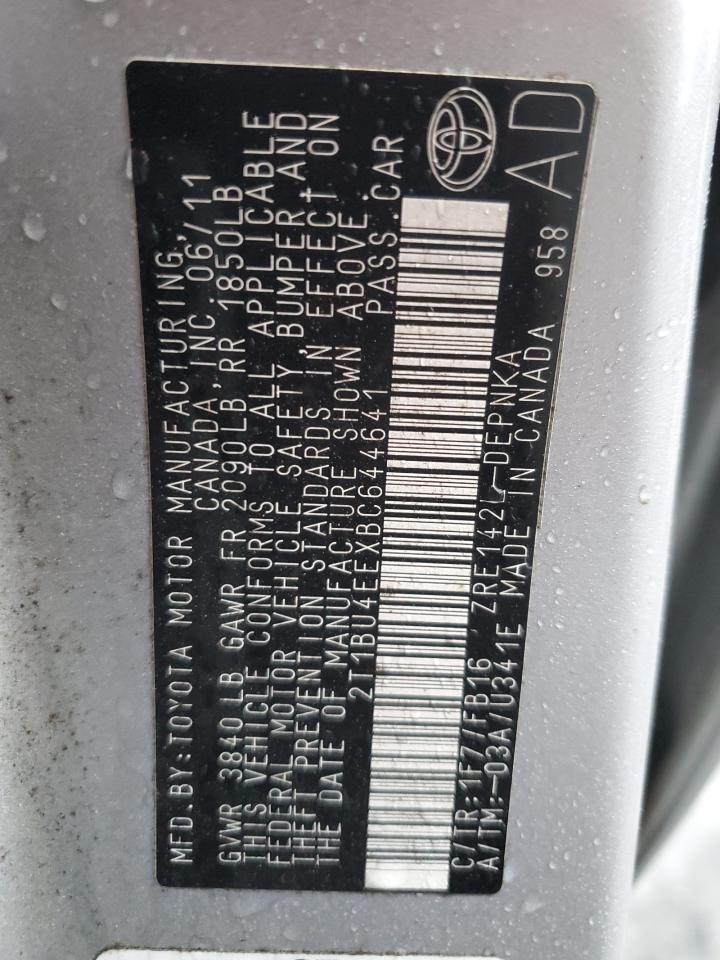 MFD.BY:TOYOTA MOTOR MANUFACTURING,
CANADA, INC. 06/11
GVWR 3840 LB GAWR FR 2090LB RR 1850LB
THIS VEHICLE CONFORMS TO ALL APPLICABLE
FEDERAL MOTOR VEHICLE SAFETY, BUMPER, AND
THEFT PREVENTION STANDARDS IN EFFECT ON
THE DATE OF MANUFACTURE SHOWN ABOVE.
2T1BU4EEXBC644641 PASS.CAR
C/TR:1F7/FB16 ZRE142L-DEPNKA
A/TM:-03A/U341E MADE IN CANADA 958
AD